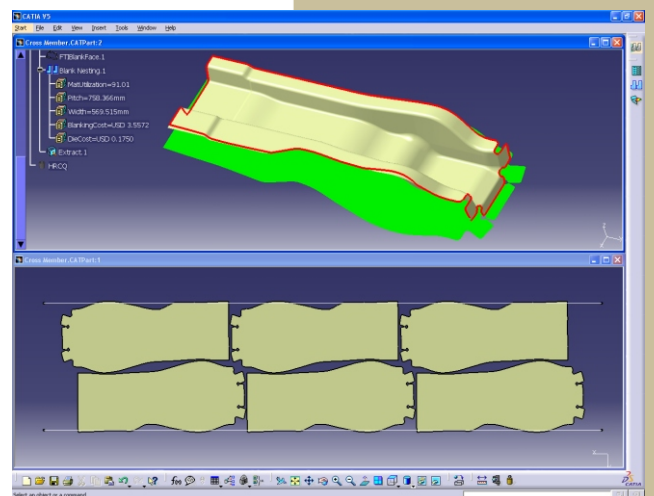 CATIA V5
Start File Edit View Insert Tools Window Help
Cross Member.CATPart:2
FTIBlankFace.1
Blank Nesting.1
MatUtilization=91.01
Pitch=758.366mm
Width=569.515mm
BlankingCost=USD 3.5572
DieCost=USD 0.1750
Extract.1
HRCQ
Cross Member.CATPart:1
CATIA
Select an object or a command